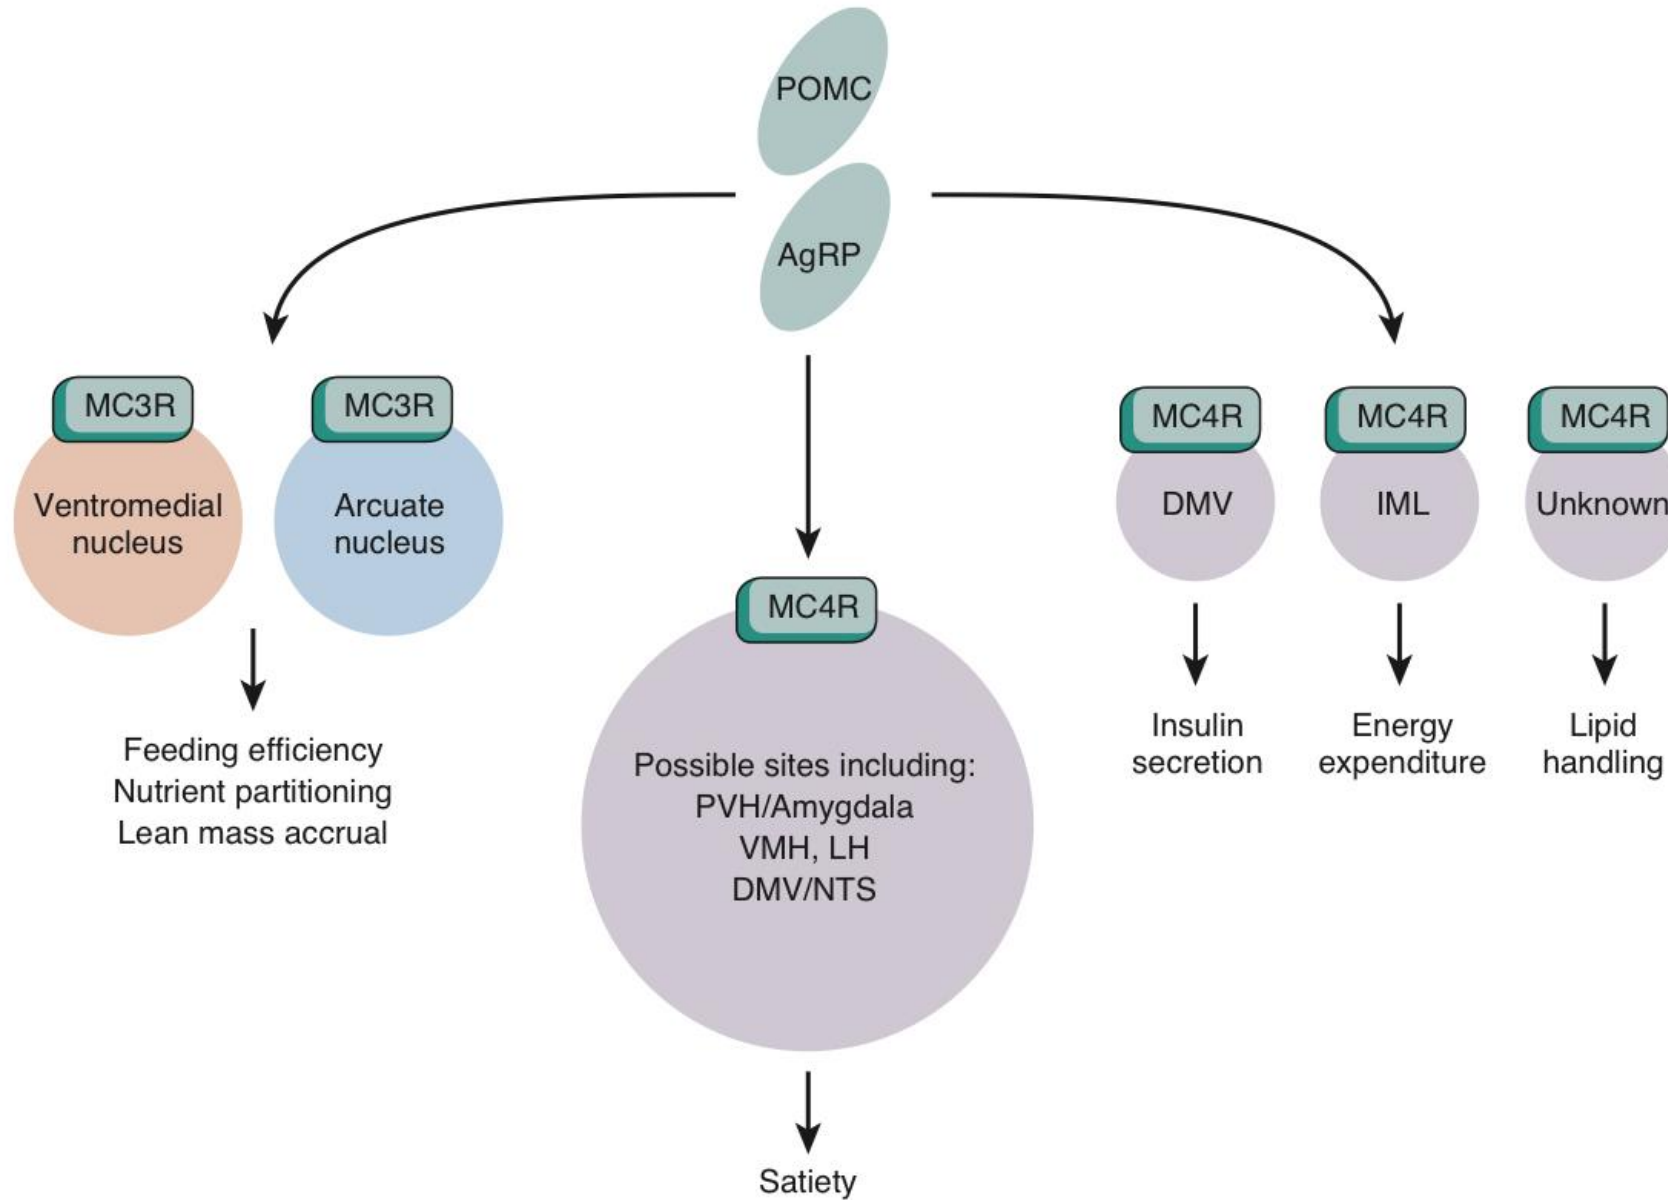 POMC
AgRP
MC3R
Ventromedial
nucleus
MC3R
Arcuate
nucleus
Feeding efficiency
Nutrient partitioning
Lean mass accrual
MC4R
Possible sites including:
PVH/Amygdala
VMH, LH
DMV/NTS
Satiety
MC4R
DMV
Insulin
secretion
MC4R
IML
Energy
expenditure
MC4R
Unknown
Lipid
handling